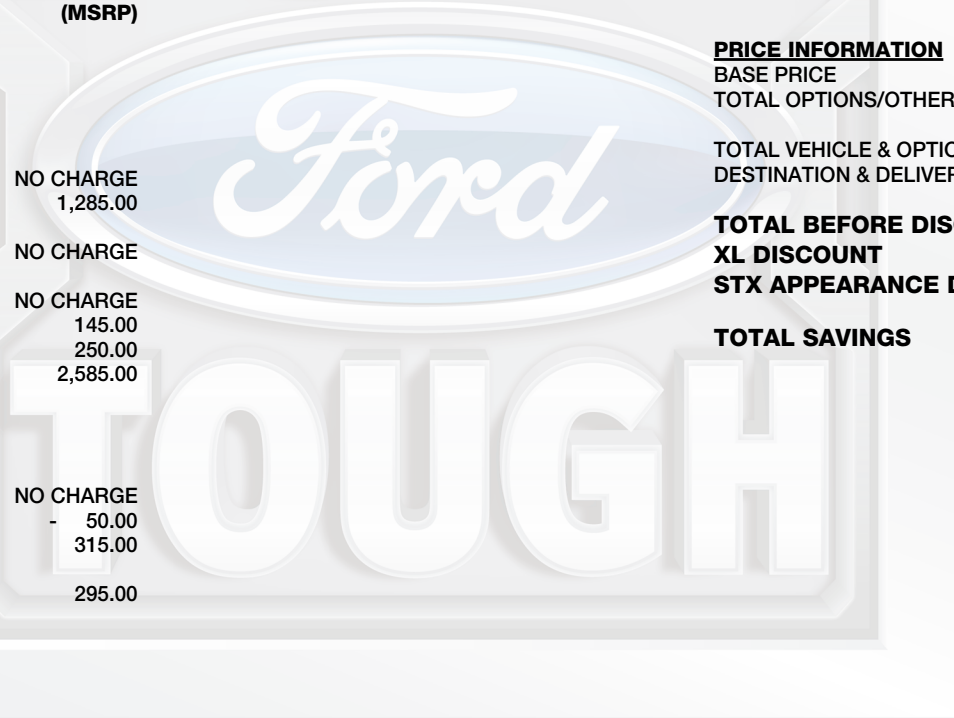 (MSRP)
NO CHARGE
1,285.00
NO CHARGE
NO CHARGE
145.00
250.00
2,585.00
NO CHARGE
- 50.00
315.00
295.00
PRICE INFORMATION
BASE PRICE
TOTAL OPTIONS/OTHER
TOTAL VEHICLE & OPTIO
DESTINATION & DELIVER
TOTAL BEFORE DIS
XL DISCOUNT
STX APPEARANCE D
TOTAL SAVINGS
Ford
TOUGH